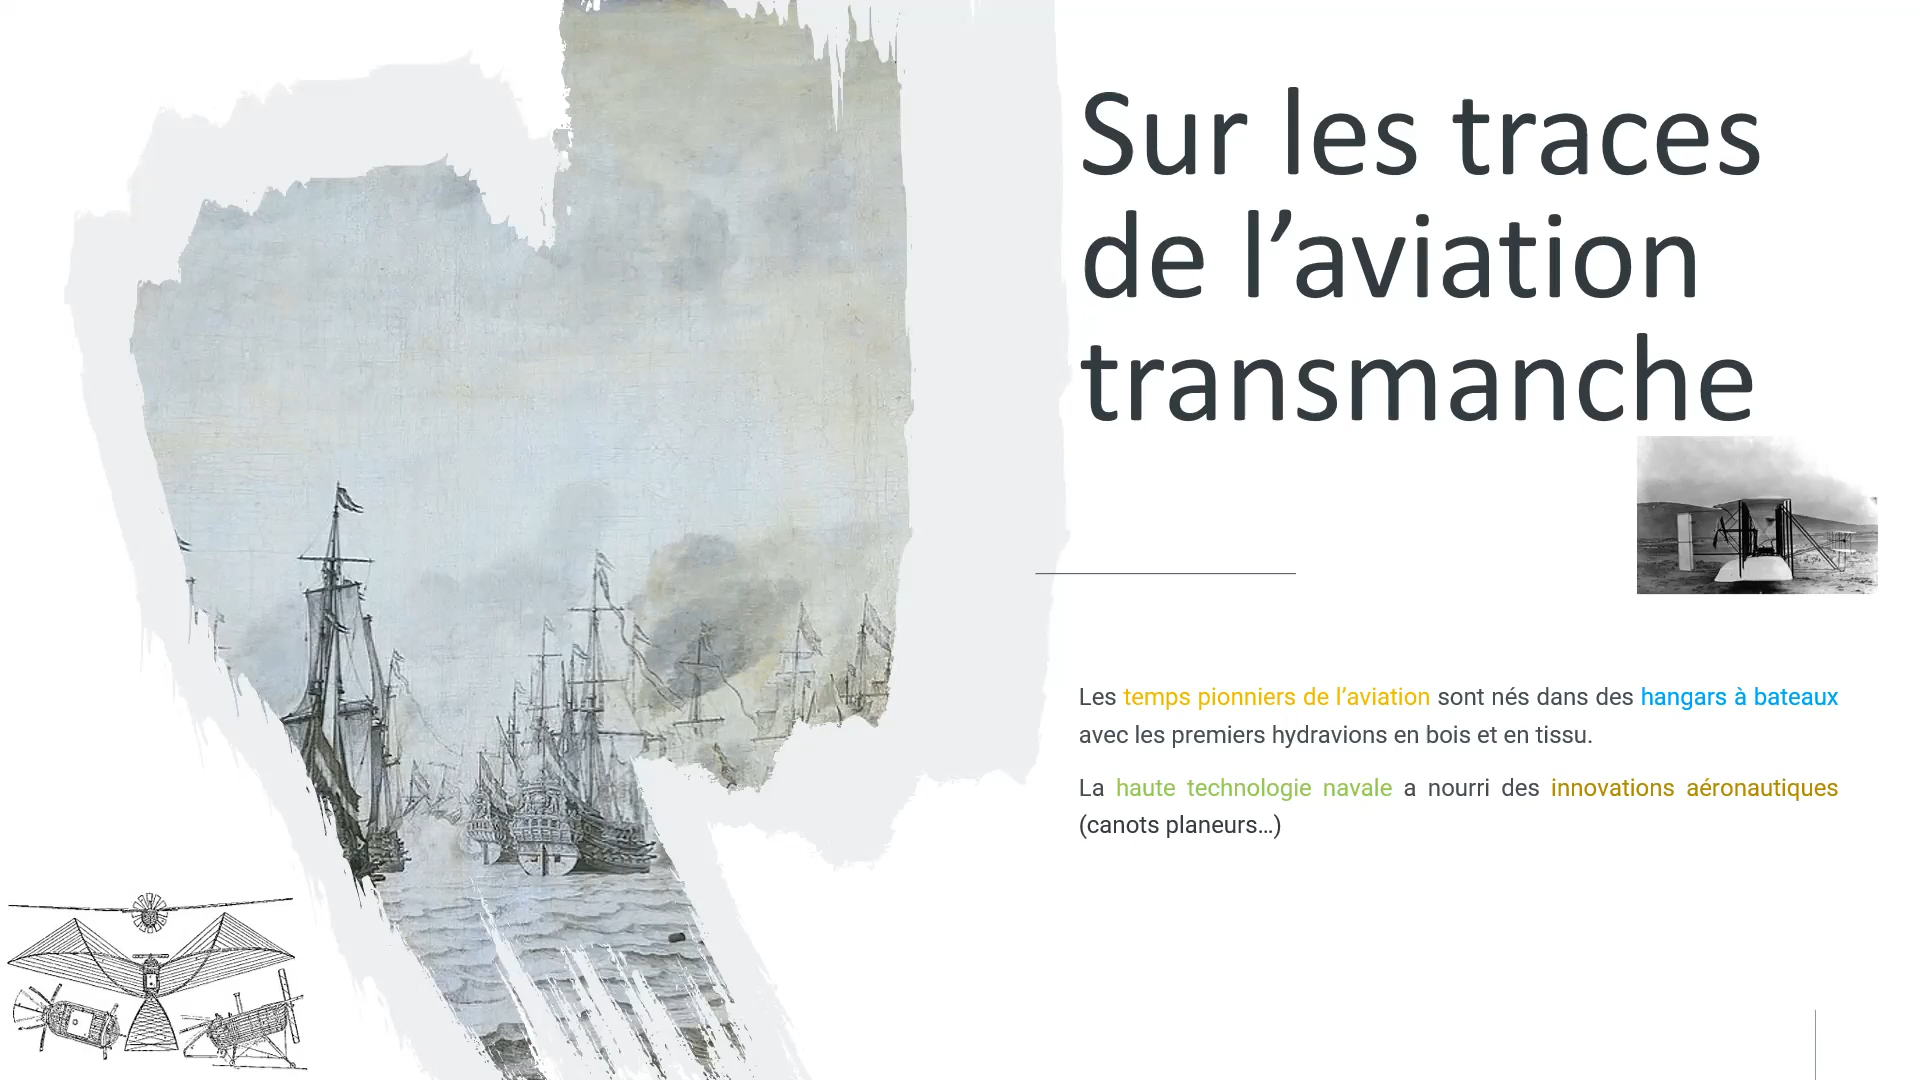 Sur les traces
de l’aviation
transmanche
Les temps pionniers de l’aviation sont nés dans des hangars à bateaux
avec les premiers hydravions en bois et en tissu.
La haute technologie navale a nourri des innovations aéronautiques
(canots planeurs…)